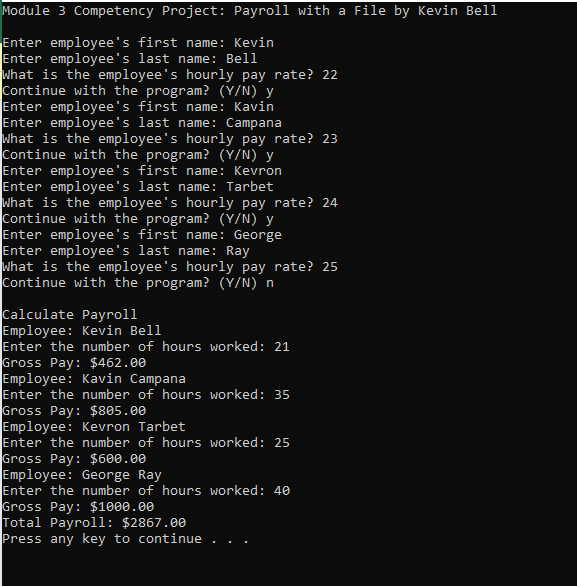 Module 3 Competency Project: Payroll with a File by Kevin Bell
Enter employee's first name: Kevin
Enter employee's last name: Bell
What is the employee's hourly pay rate? 22
Continue with the program? (Y/N) y
Enter employee's first name: Kavin
Enter employee's last name: Campana
What is the employee's hourly pay rate? 23
Continue with the program? (Y/N) y
Enter employee's first name: Kevron
Enter employee's last name: Tarbet
What is the employee's hourly pay rate? 24
Continue with the program? (Y/N) y
Enter employee's first name: George
Enter employee's last name: Ray
What is the employee's hourly pay rate? 25
Continue with the program? (Y/N) n
Calculate Payroll
Employee: Kevin Bell
Enter the number of hours worked: 21
Gross Pay: $462.00
Employee: Kavin Campana
Enter the number of hours worked: 35
Gross Pay: $805.00
Employee: Kevron Tarbet
Enter the number of hours worked: 25
Gross Pay: $600.00
Employee: George Ray
Enter the number of hours worked: 40
Gross Pay: $1000.00
Total Payroll: $2867.00
Press any key to continue . . .